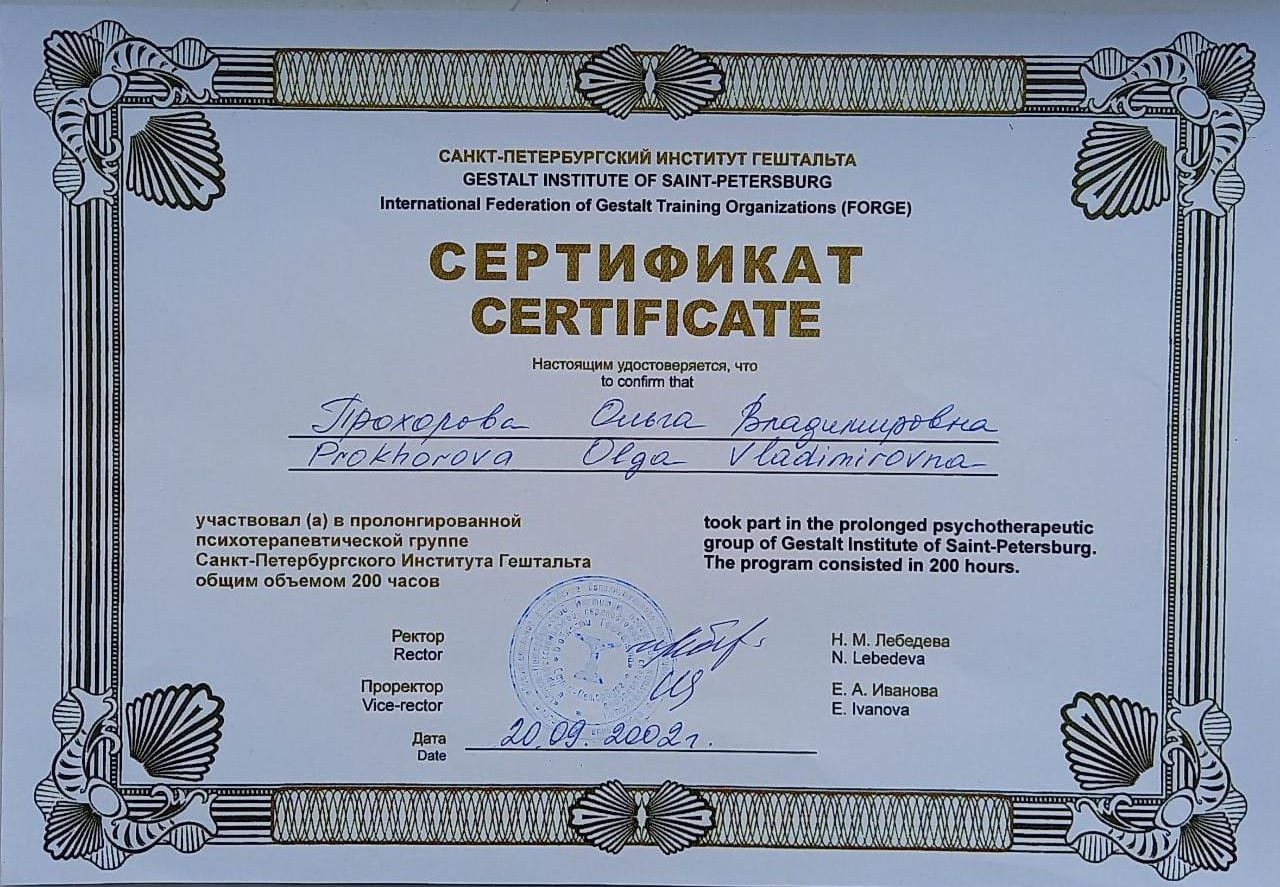 САНКТ-ПЕТЕРБУРГСКИЙ ИНСТИТУТ ГЕШТАЛЬТА
GESTALT INSTITUTE OF SAINT-PETERSBURG
International Federation of Gestalt Training Organizations (FORGE)
СЕРТИФИКАТ
CERTIFICATE
Настоящим удостоверяется, что
to confirm that
Прохорова Ольга Владимировна
Prokhorova Olga Vladimirovna
участвовал (а) в пролонгированной
психотерапевтической группе
Санкт-Петербургского Института Гештальта
общим объемом 200 часов
took part in the prolonged psychotherapeutic
group of Gestalt Institute of Saint-Petersburg.
The program consisted in 200 hours.
Ректор
Rector
Н. М. Лебедева
N. Lebedeva
Проректор
Vice-rector
Е. А. Иванова
E. Ivanova
Дата 20.09.2002г.
Date